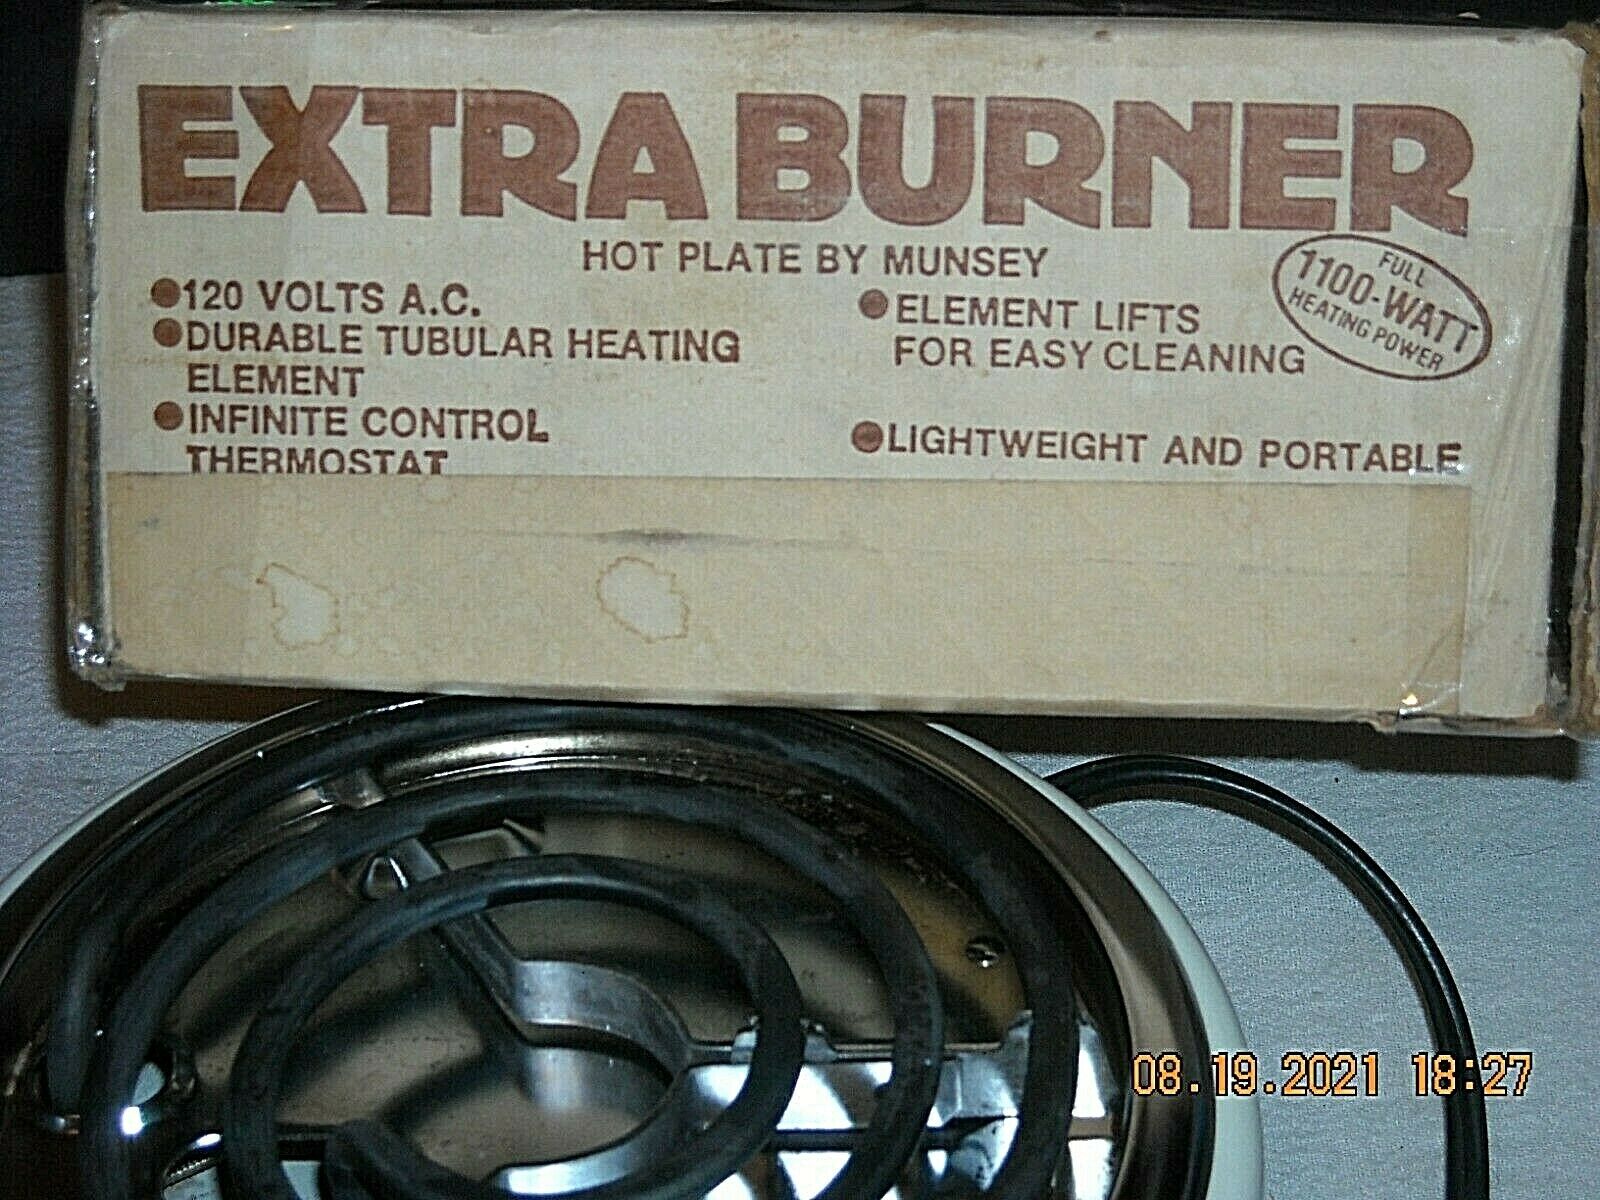 EXTRA BURNER
HOT PLATE BY MUNSEY
FULL
1100-WATT
HEATING POWER
●120 VOLTS A.C.
●DURABLE TUBULAR HEATING
ELEMENT
●INFINITE CONTROL
THERMOSTAT
●ELEMENT LIFTS
FOR EASY CLEANING
●LIGHTWEIGHT AND PORTABLE
08.19.2021 18:27